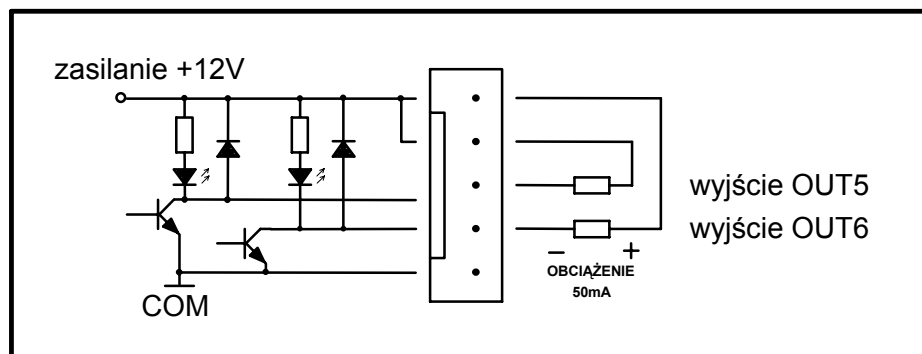 zasilanie +12V
wyjście OUT5
wyjście OUT6
− +
OBCIĄŻENIE
50mA
COM